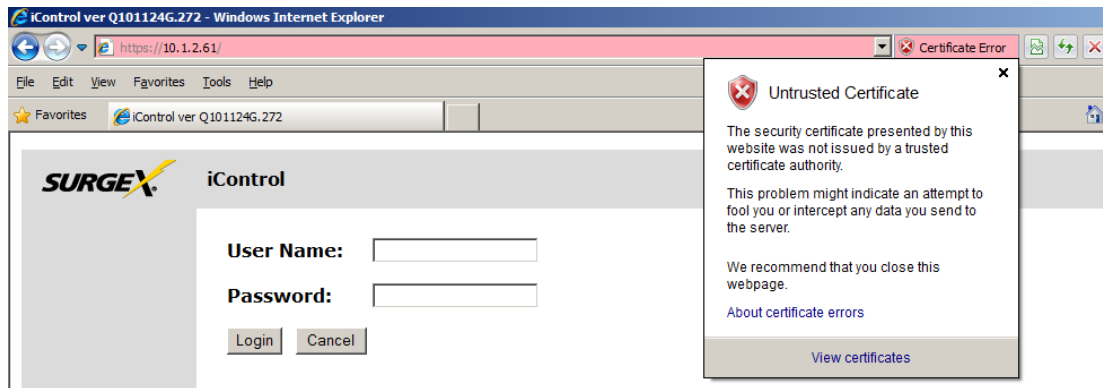 iControl ver Q101124G.272 - Windows Internet Explorer
https://10.1.2.61/
Certificate Error
File Edit View Favorites Tools Help
Favorites
iControl ver Q101124G.272
SURGEX.
iControl
User Name:
Password:
Login Cancel
Untrusted Certificate
The security certificate presented by this
website was not issued by a trusted
certificate authority.
This problem might indicate an attempt to
fool you or intercept any data you send to
the server.
We recommend that you close this
webpage.
About certificate errors
View certificates